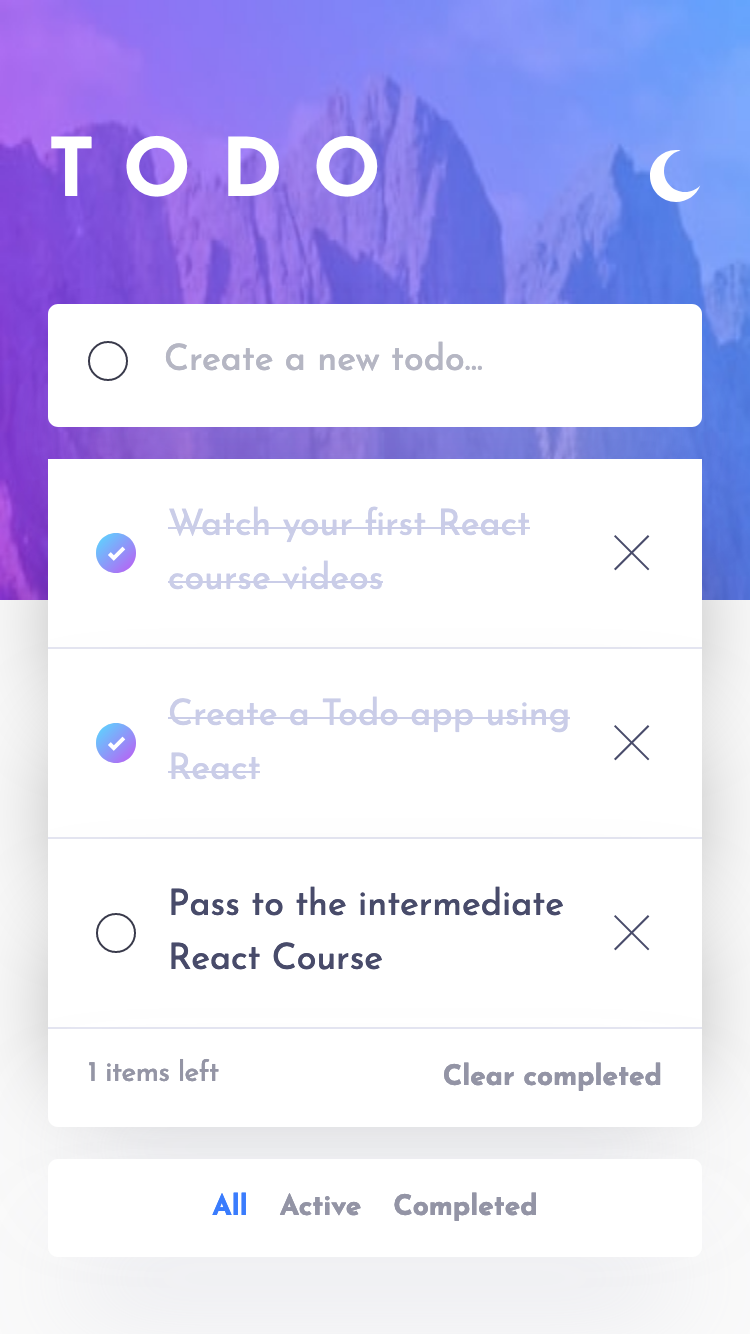 TODO
Create a new todo...
Watch your first React
course videos
Create a Todo app using
React
Pass to the intermediate
React Course
1 items left
Clear completed
All Active Completed